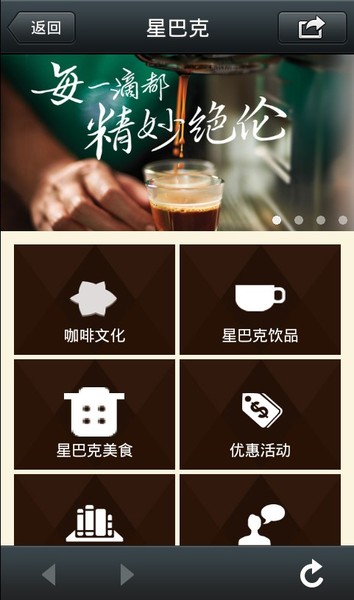 返回
星巴克
每一滴都
精妙绝伦
咖啡文化
星巴克饮品
星巴克美食
优惠活动